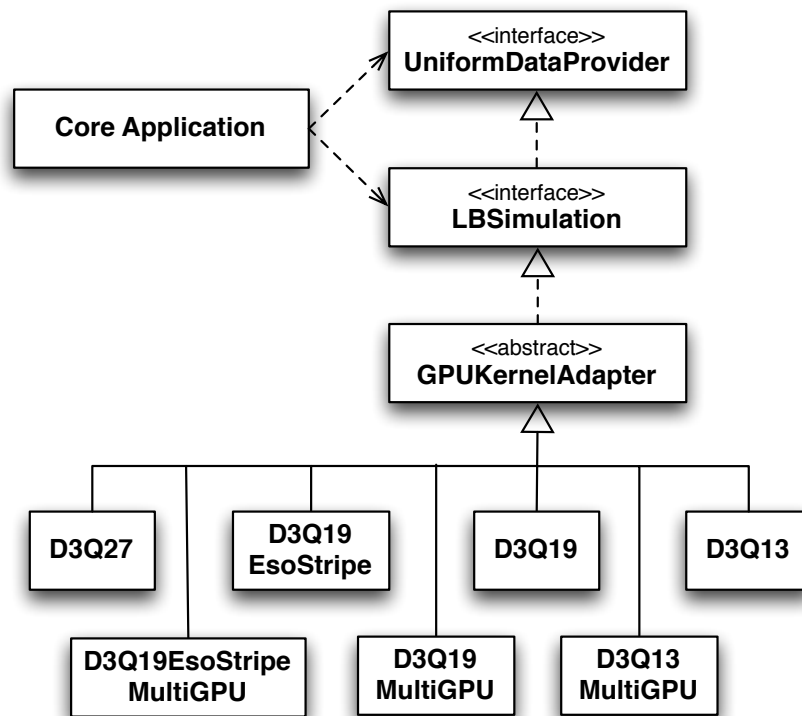 <<interface>>
UniformDataProvider
Core Application
<<interface>>
LBSimulation
<<abstract>>
GPUKernelAdapter
D3Q27
D3Q19
EsoStripe
D3Q19
D3Q13
D3Q19EsoStripe
MultiGPU
D3Q19
MultiGPU
D3Q13
MultiGPU